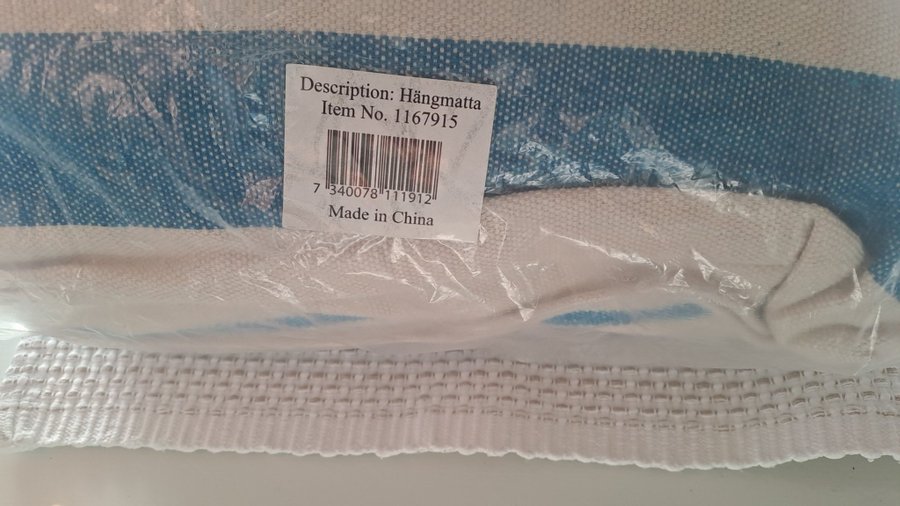 Description: Hängmatta
Item No. 1167915
7 340078 111912
Made in China